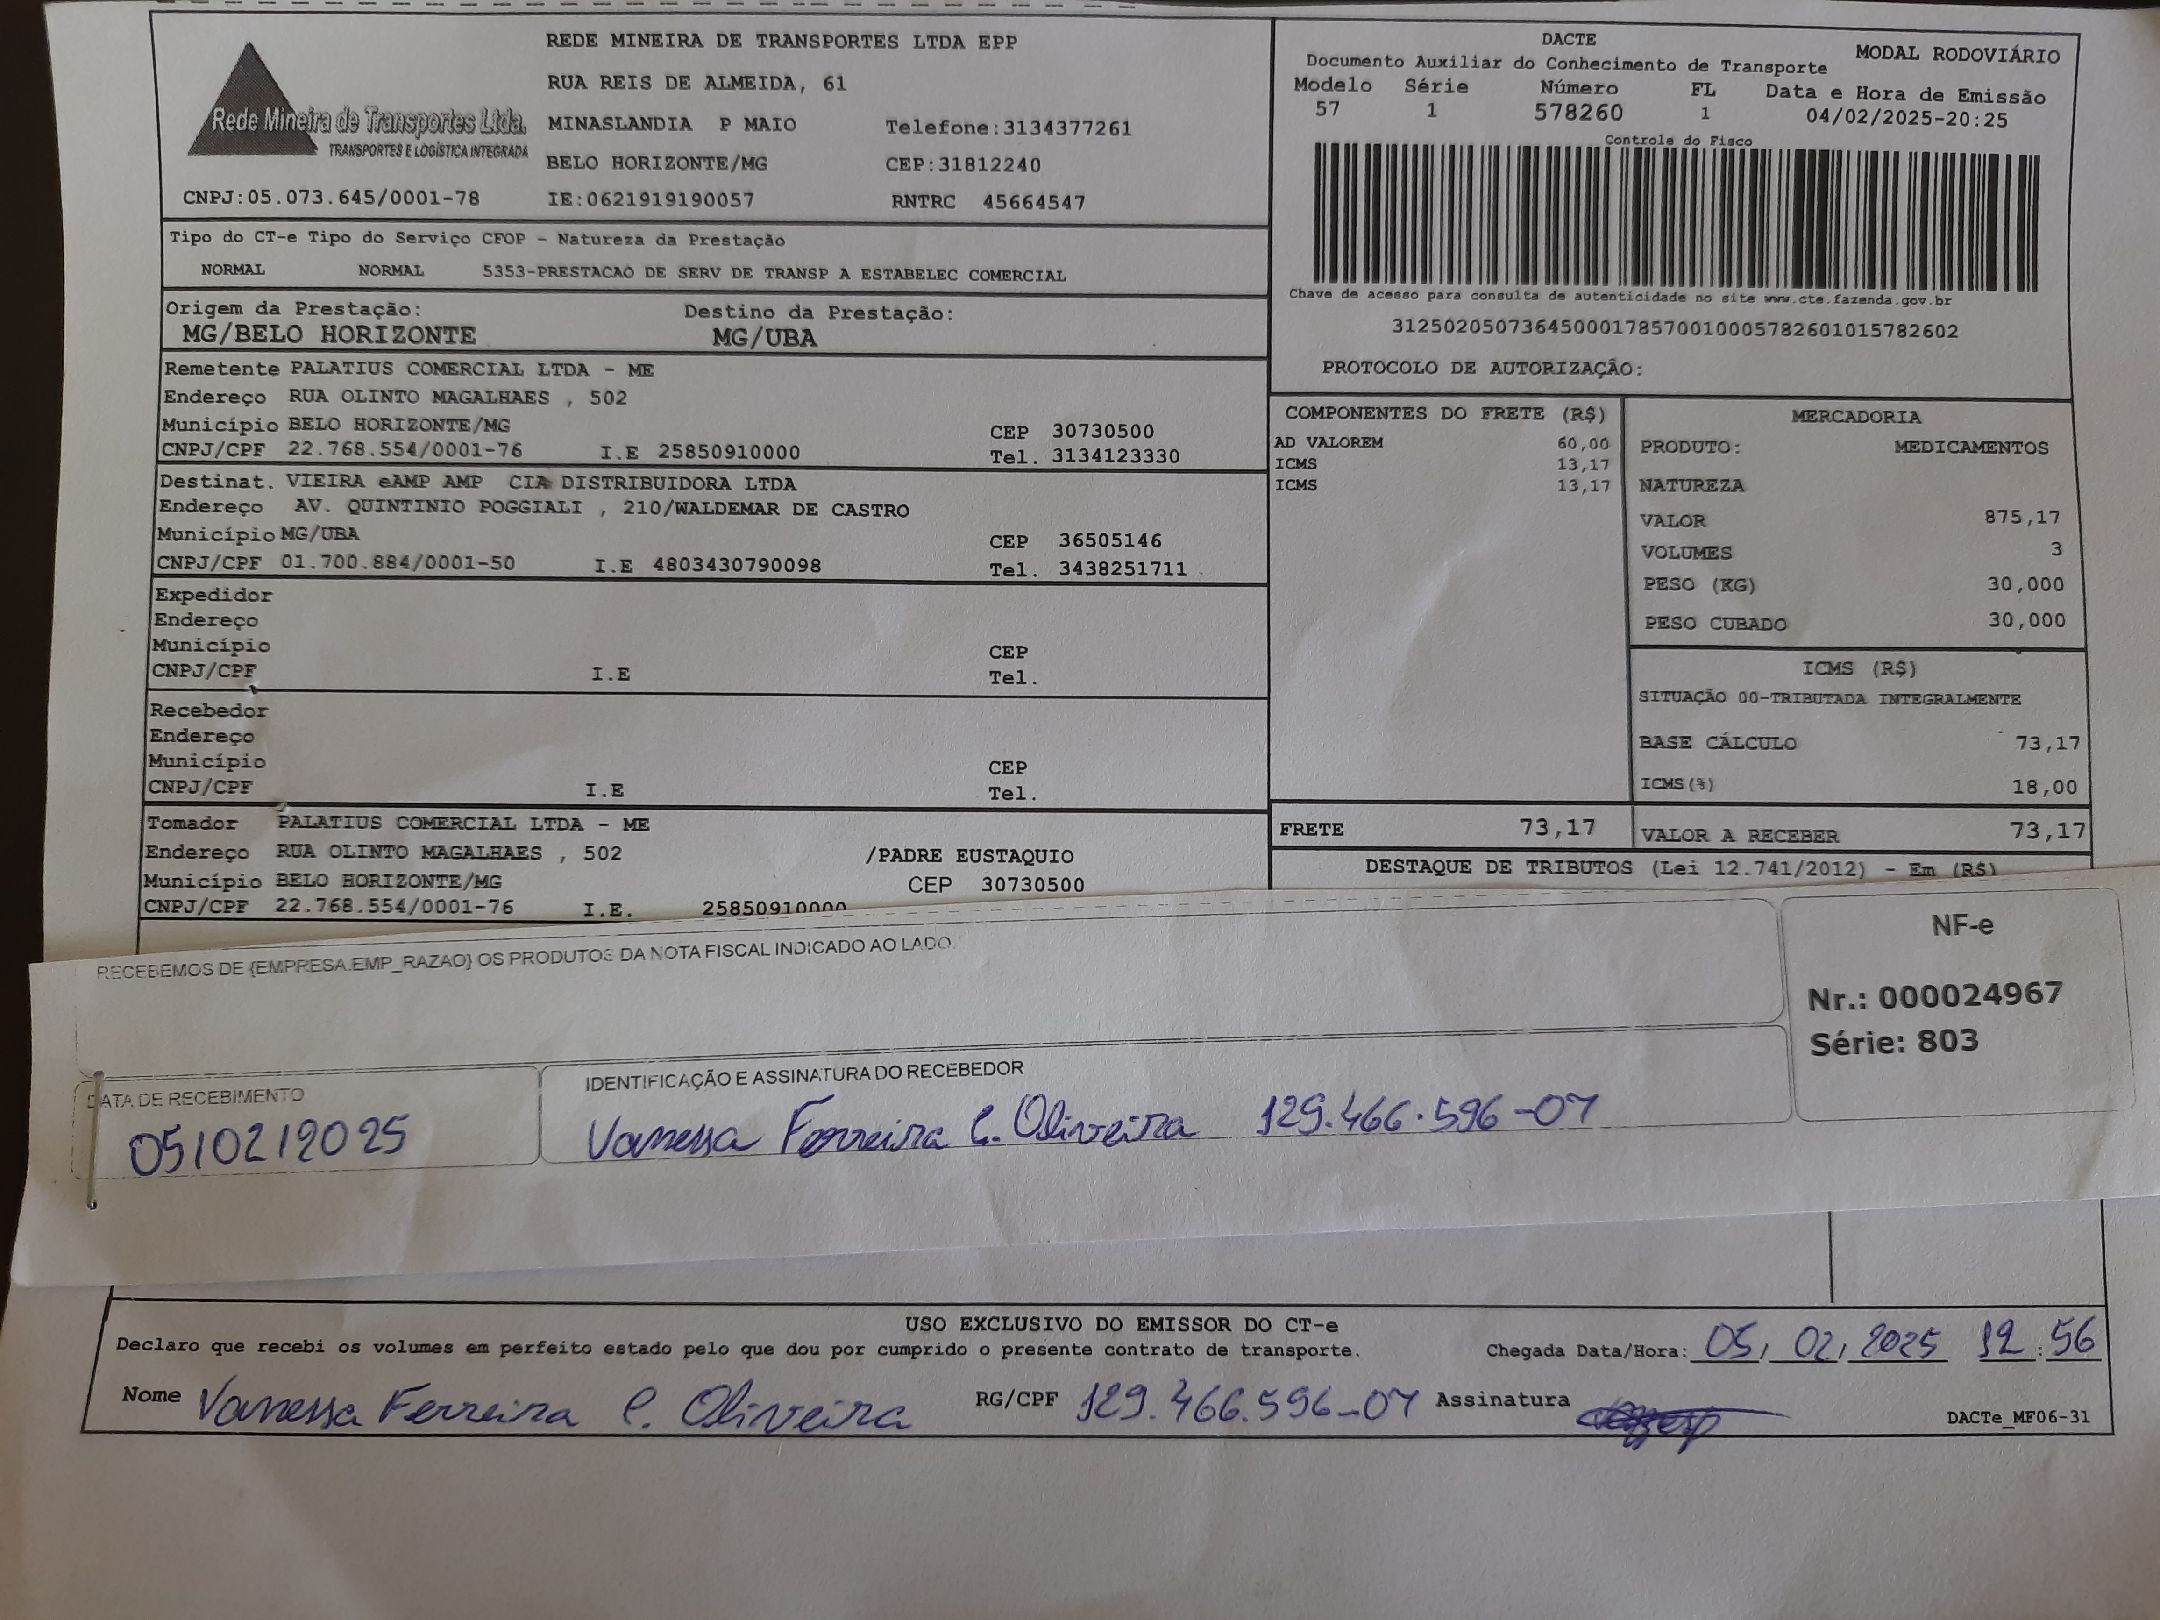 Rede Mineira de Transportes Ltda.
TRANSPORTES E LOGÍSTICA INTEGRADA
CNPJ:05.073.645/0001-78
REDE MINEIRA DE TRANSPORTES LTDA EPP
RUA REIS DE ALMEIDA, 61
MINASLANDIA P MAIO Telefone:3134377261
BELO HORIZONTE/MG CEP:31812240
IE:0621919190057 RNTRC 45664547
DACTE MODAL RODOVIÁRIO
Documento Auxiliar do Conhecimento de Transporte
Modelo Série Número FL Data e Hora de Emissão
57 1 578260 1 04/02/2025-20:25
Controle do Fisco
Chave de acesso para consulta de autenticidade no site www.cte.fazenda.gov.br
31250205073645000178570010005782601015782602
PROTOCOLO DE AUTORIZAÇÃO:
Tipo do CT-e Tipo do Serviço CFOP - Natureza da Prestação
NORMAL NORMAL 5353-PRESTACAO DE SERV DE TRANSP A ESTABELEC COMERCIAL
Origem da Prestação: Destino da Prestação:
MG/BELO HORIZONTE MG/UBA
Remetente PALATIUS COMERCIAL LTDA - ME
Endereço RUA OLINTO MAGALHAES , 502
Município BELO HORIZONTE/MG CEP 30730500
CNPJ/CPF 22.768.554/0001-76 I.E 25850910000 Tel. 3134123330
Destinat. VIEIRA eAMP AMP CIA DISTRIBUIDORA LTDA
Endereço AV. QUINTINIO POGGIALI , 210/WALDEMAR DE CASTRO
Município MG/UBA CEP 36505146
CNPJ/CPF 01.700.884/0001-50 I.E 4803430790098 Tel. 3438251711
Expedidor
Endereço
Município CEP
CNPJ/CPF I.E Tel.
Recebedor
Endereço
Município CEP
CNPJ/CPF I.E Tel.
Tomador PALATIUS COMERCIAL LTDA - ME
Endereço RUA OLINTO MAGALHAES , 502 /PADRE EUSTAQUIO
Município BELO HORIZONTE/MG CEP 30730500
CNPJ/CPF 22.768.554/0001-76 I.E. 25850910000
COMPONENTES DO FRETE (R$)
AD VALOREM 60,00
ICMS 13,17
ICMS 13,17
MERCADORIA
PRODUTO: MEDICAMENTOS
NATUREZA
VALOR 875,17
VOLUMES 3
PESO (KG) 30,000
PESO CUBADO 30,000
ICMS (R$)
SITUAÇÃO 00-TRIBUTADA INTEGRALMENTE
BASE CÁLCULO 73,17
ICMS(%) 18,00
FRETE 73,17 VALOR A RECEBER 73,17
DESTAQUE DE TRIBUTOS (Lei 12.741/2012) - Em (R$)
RECEBEMOS DE {EMPRESA.EMP_RAZAO} OS PRODUTOS DA NOTA FISCAL INDICADO AO LADO.
NF-e
Nr.: 000024967
Série: 803
DATA DE RECEBIMENTO IDENTIFICAÇÃO E ASSINATURA DO RECEBEDOR
05/02/2025 Vanessa Ferreira C. Oliveira 129.466.596-07
USO EXCLUSIVO DO EMISSOR DO CT-e
Declaro que recebi os volumes em perfeito estado pelo que dou por cumprido o presente contrato de transporte. Chegada Data/Hora: 05/ 02/ 2025 12:56
Nome Vanessa Ferreira C. Oliveira RG/CPF 129.466.596-07 Assinatura
DACTe_MF06-31